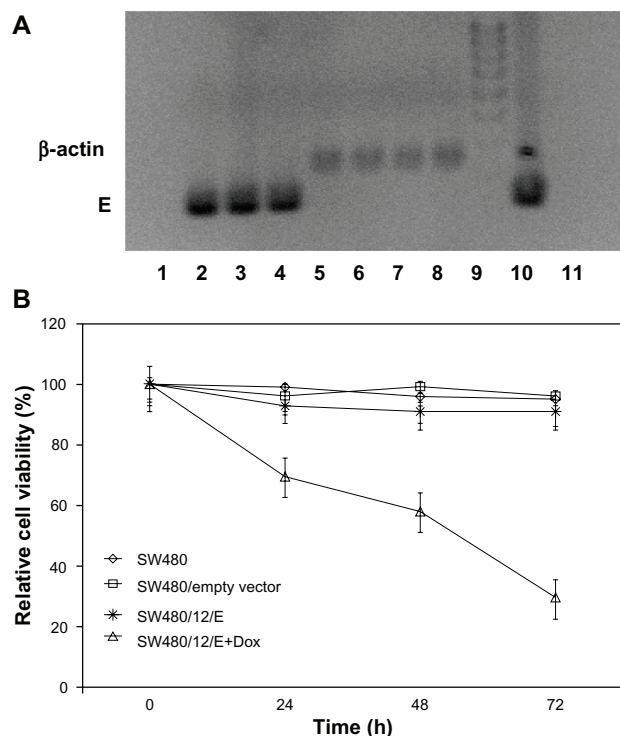 A
β-actin
E
1 2 3 4 5 6 7 8 9 10 11
B
120
100
80
60
40
20
0
Relative cell viability (%)
SW480
SW480/empty vector
SW480/12/E
SW480/12/E+Dox
0 24 48 72
Time (h)